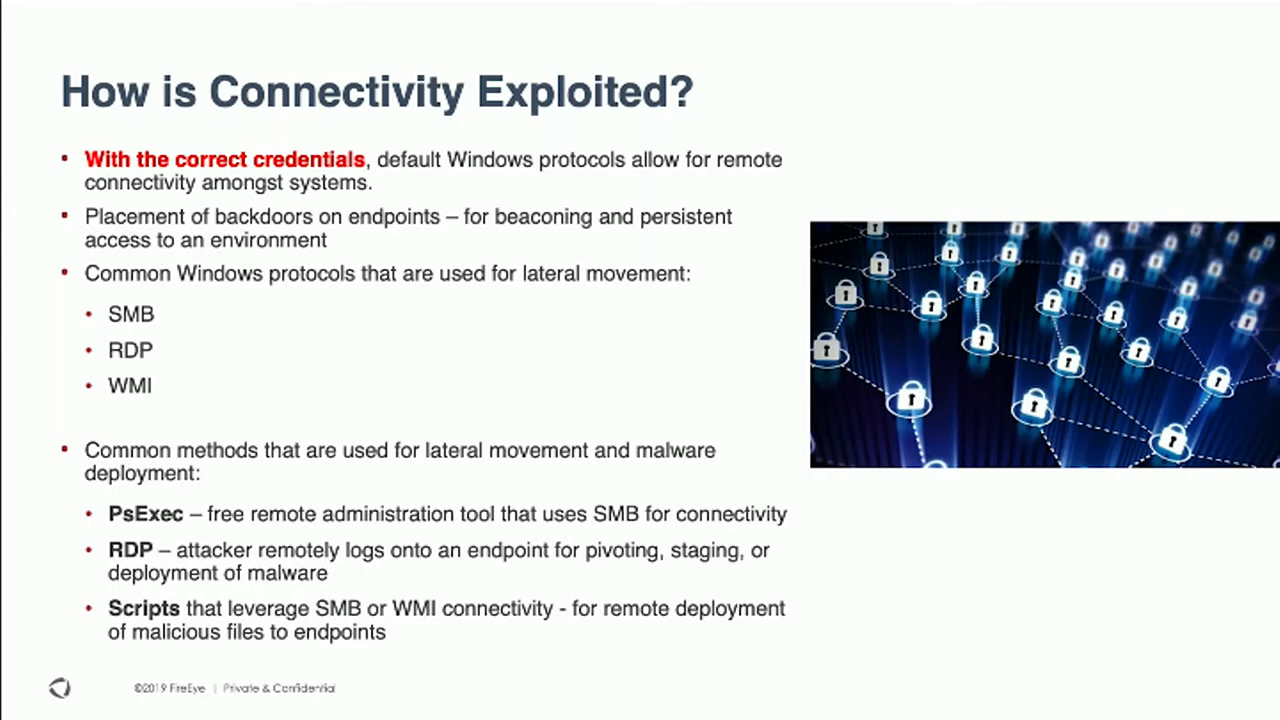 How is Connectivity Exploited?
With the correct credentials, default Windows protocols allow for remote
connectivity amongst systems.
Placement of backdoors on endpoints – for beaconing and persistent
access to an environment
Common Windows protocols that are used for lateral movement:
SMB
RDP
WMI
Common methods that are used for lateral movement and malware
deployment:
PsExec – free remote administration tool that uses SMB for connectivity
RDP – attacker remotely logs onto an endpoint for pivoting, staging, or
deployment of malware
Scripts that leverage SMB or WMI connectivity - for remote deployment
of malicious files to endpoints
©2019 FireEye | Private & Confidential